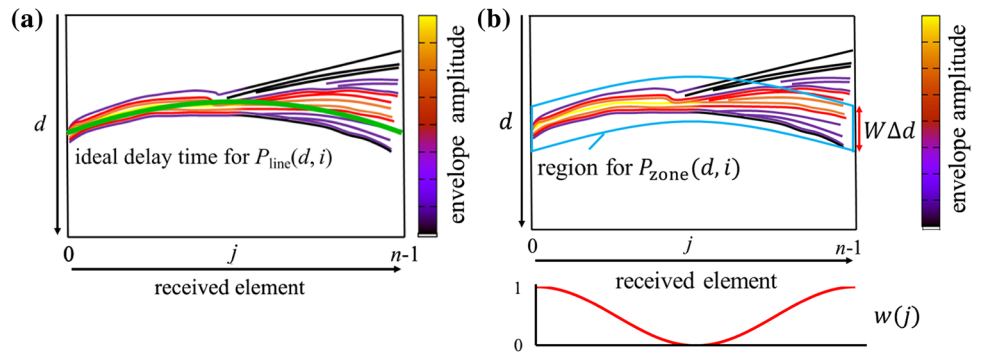 (a)
d
ideal delay time for P_line(d, i)
0
j
n-1
received element
envelope amplitude
(b)
d
region for P_zone(d, i)
WΔd
0
j
n-1
received element
envelope amplitude
1
0
w(j)